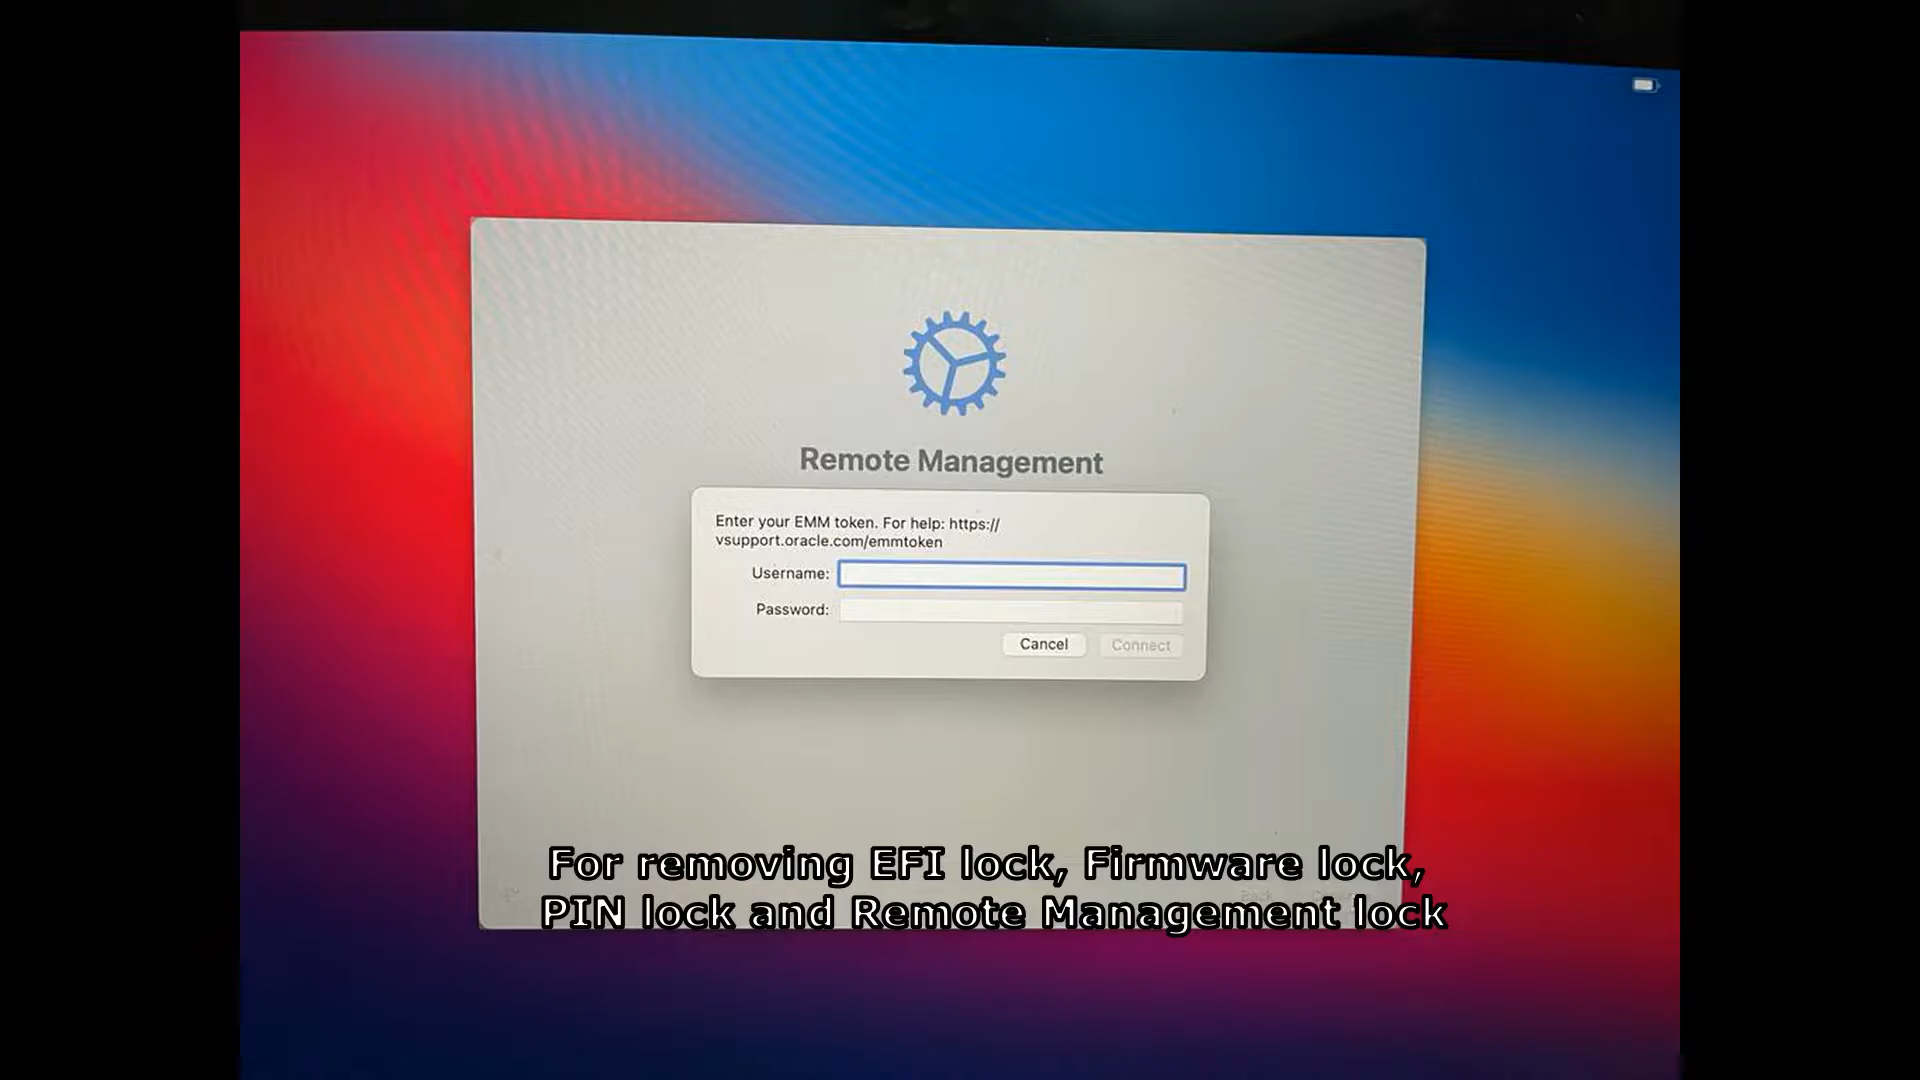 Remote Management
Enter your EMM token. For help: https://
vsupport.oracle.com/emmtoken
Username:
Password:
Cancel
Connect
For removing EFI lock, Firmware lock,
PIN lock and Remote Management lock